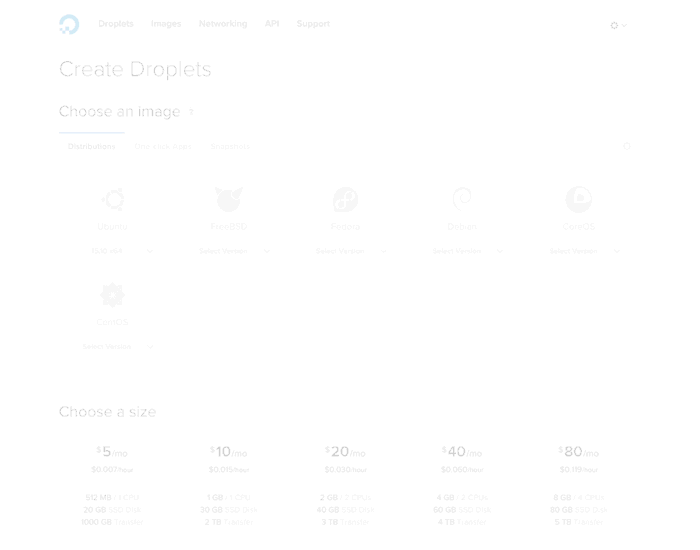 Droplets Images Networking API Support
Create Droplets
Choose an image ?
Distributions One-click Apps Snapshots
Ubuntu FreeBSD Fedora Debian CoreOS
Select Version Select Version Select Version Select Version
CentOS
Select Version
Choose a size
$5/mo $10/mo $20/mo $40/mo $80/mo
$0.007/hour $0.015/hour $0.030/hour $0.060/hour $0.119/hour
512 MB / 1 CPU 1 GB / 1 CPU 2 GB / 2 CPUs 4 GB / 2 CPUs 8 GB / 4 CPUs
20 GB SSD Disk 30 GB SSD Disk 40 GB SSD Disk 60 GB SSD Disk 80 GB SSD Disk
1000 GB Transfer 2 TB Transfer 3 TB Transfer 4 TB Transfer 5 TB Transfer